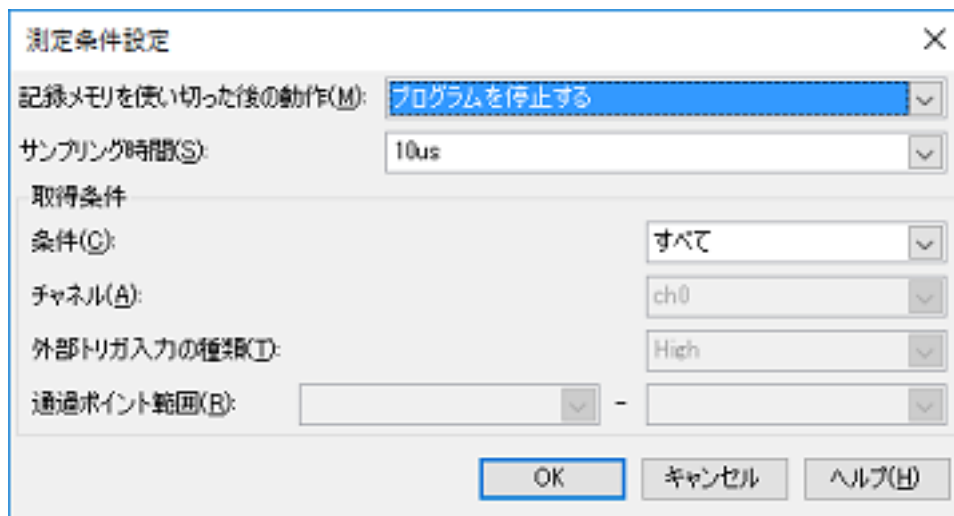 測定条件設定
記録メモリを使い切った後の動作(M): プログラムを停止する
サンプリング時間(S): 10us
取得条件
条件(C): すべて
チャネル(A): ch0
外部トリガ入力の種類(T): High
通過ポイント範囲(R): -
OK キャンセル ヘルプ(H)